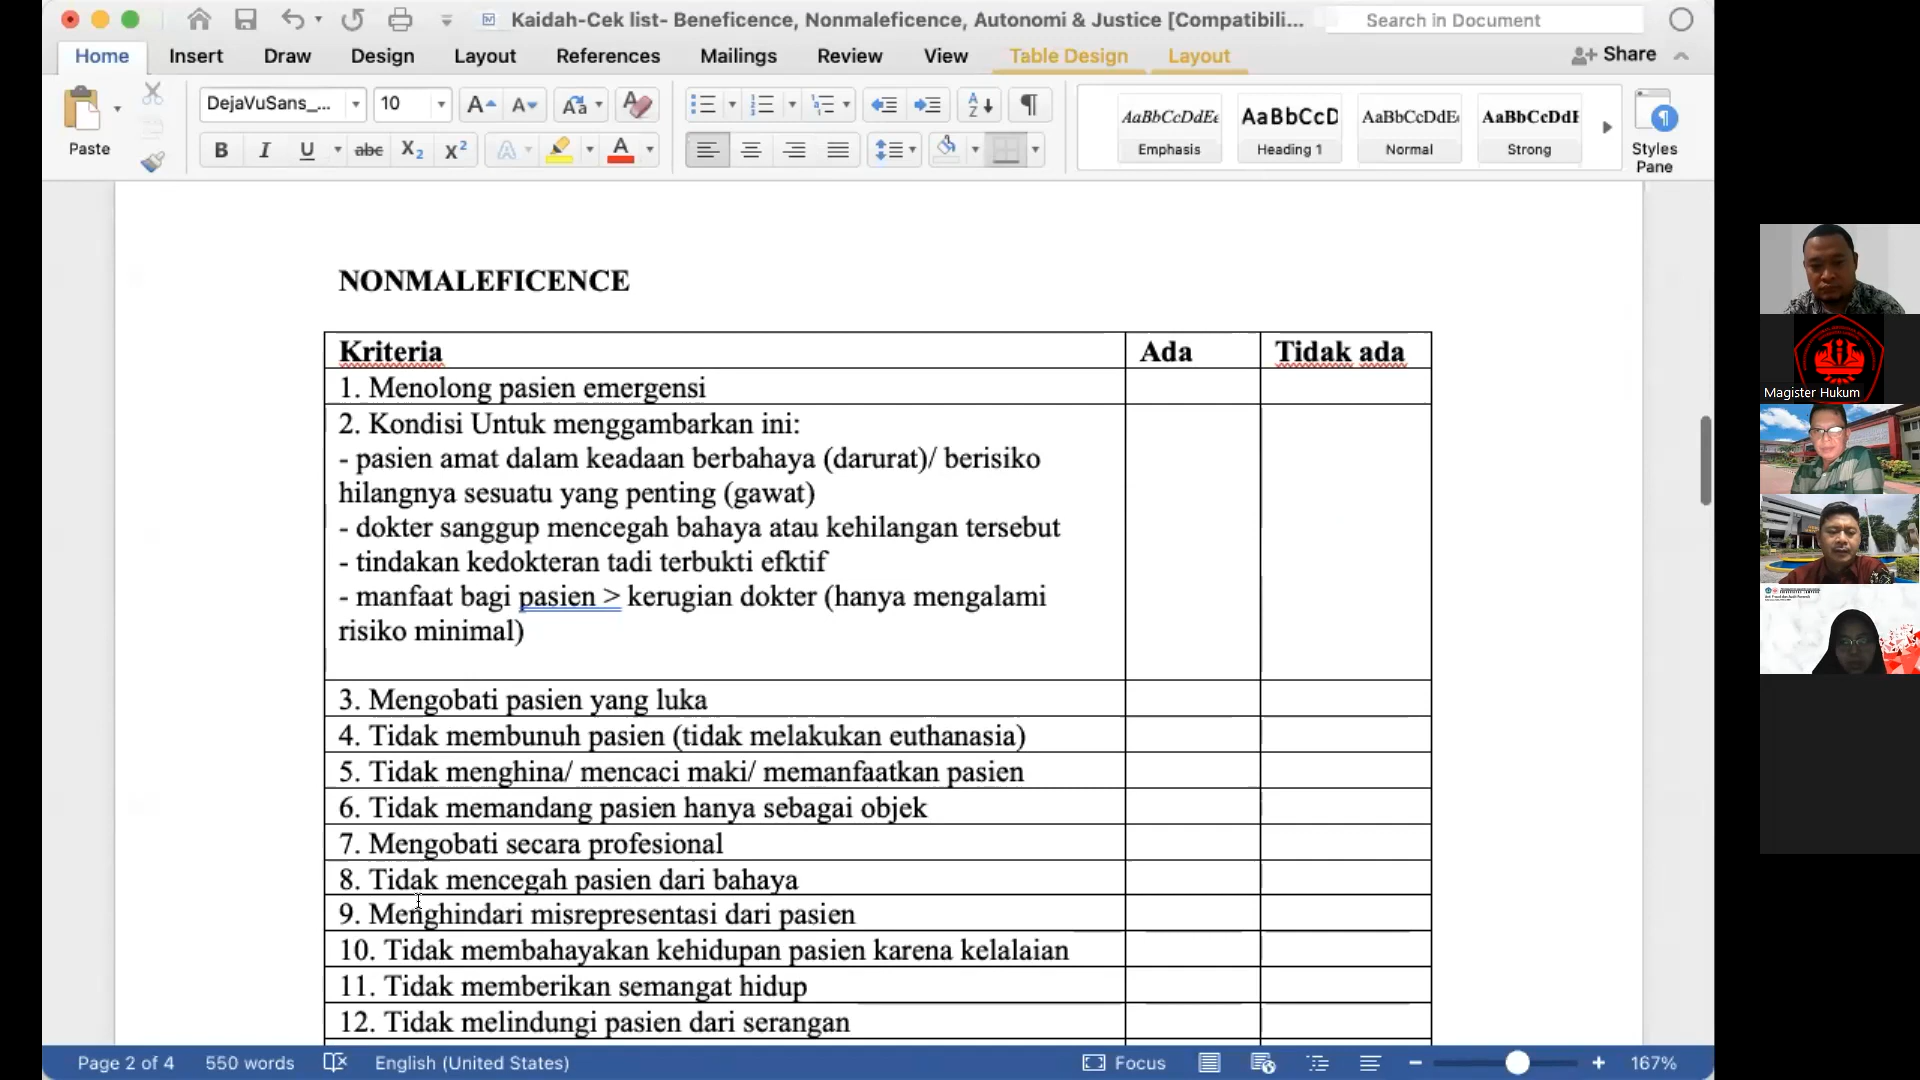 Kaidah-Cek list- Beneficence, Nonmaleficence, Autonomi & Justice [Compatibili...
Search in Document
Home Insert Draw Design Layout References Mailings Review View Table Design Layout
Share
Paste
DejaVuSans_... 10
AaBbCcDdEe AaBbCcD AaBbCcDdE AaBbCcDdE
Emphasis Heading 1 Normal Strong
Styles
Pane
NONMALEFICENCE
Kriteria Ada Tidak ada
1. Menolong pasien emergensi
2. Kondisi Untuk menggambarkan ini:
- pasien amat dalam keadaan berbahaya (darurat)/ berisiko
hilangnya sesuatu yang penting (gawat)
- dokter sanggup mencegah bahaya atau kehilangan tersebut
- tindakan kedokteran tadi terbukti efktif
- manfaat bagi pasien > kerugian dokter (hanya mengalami
risiko minimal)
3. Mengobati pasien yang luka
4. Tidak membunuh pasien (tidak melakukan euthanasia)
5. Tidak menghina/ mencaci maki/ memanfaatkan pasien
6. Tidak memandang pasien hanya sebagai objek
7. Mengobati secara profesional
8. Tidak mencegah pasien dari bahaya
9. Menghindari misrepresentasi dari pasien
10. Tidak membahayakan kehidupan pasien karena kelalaian
11. Tidak memberikan semangat hidup
12. Tidak melindungi pasien dari serangan
Page 2 of 4 550 words English (United States) Focus 167%
Magister Hukum